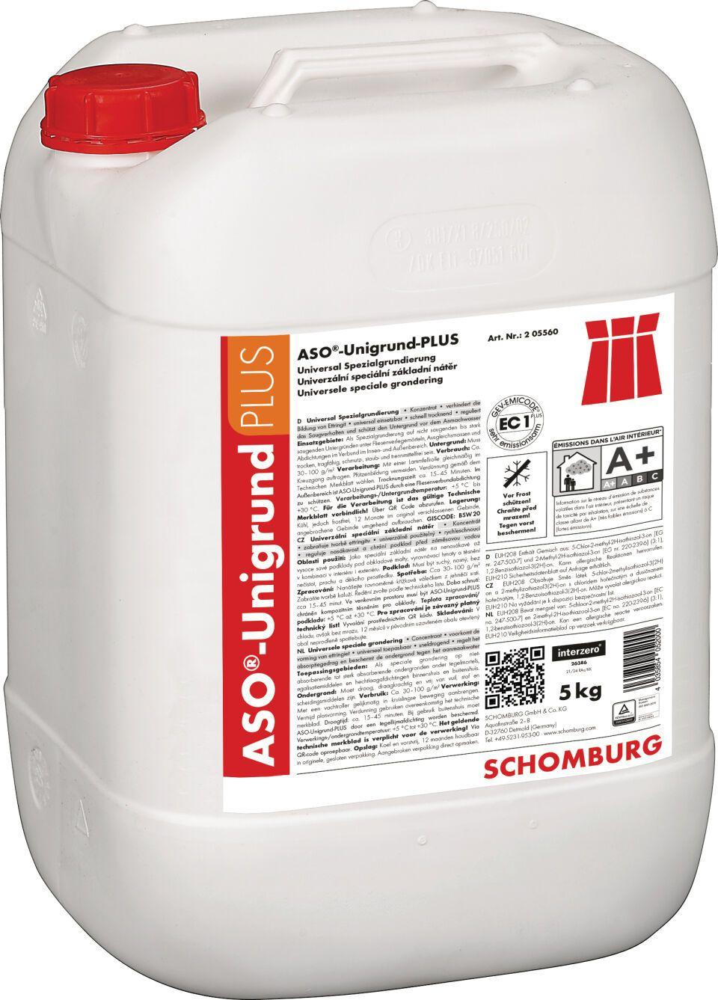 3H1/X1.8/250/02
/DK E11 -97051 RVI
ASO®-Unigrund PLUS
ASO®-Unigrund-PLUS
Universal Spezialgrundierung
Univerzální speciální základní nátěr
Universele speciale grondering
Art. Nr.: 2 05560
D Universal Spezialgrundierung • Konzentrat • verhindert die
Bildung von Ettringit • universal einsetzbar • schnell trocknend • reguliert
das Saugverhalten und schützt den Untergrund vor dem Anmachwasser
Einsatzgebiete: Als Spezialgrundierung auf nicht saugenden bis stark
saugenden Untergründen unter Fliesenverlegemörteln, Ausgleichsmassen und
Abdichtungen im Verbund im Innen- und Außenbereich. Untergrund: Muss
trocken, tragfähig, schmutz-, staub- und trennmittelfrei sein. Verbrauch: Ca.
30-100 g/m² Verarbeitung: Mit einer Lammfellrolle gleichmäßig im
Kreuzgang auftragen. Pfützenbildung vermeiden. Verdünnung gemäß dem
Technischen Merkblatt wählen. Trocknungszeit: ca. 15-45 Minuten. Im
Außenbereich ist ASO-Unigrund-PLUS durch eine Fliesenverbundabdichtung
zu schützen. Verarbeitungs-/Untergrundtemperatur: +5 °C bis
+30 °C. Für die Verarbeitung ist das gültige Technische
Merkblatt verbindlich! Über QR Code abzurufen. Lagerung:
Kühl, jedoch frostfrei, 12 Monate im original verschlossenen Gebinde,
angebrochene Gebinde umgehend aufbrauchen. GISCODE: BSW20
CZ Univerzální speciální základní nátěr • Koncentrát
• zabraňuje tvorbě ettringitu • univerzálně použitelný • rychleschnoucí
• reguluje nasákavost a chrání podklad před záměsovou vodou
Oblasti použití: Jako speciální základní nátěr na nenasákavé až
vysoce savé podklady pod obkladové malty, vyrovnávací hmoty a těsnění
v kombinaci v interiéru i exteriéru. Podklad: Musí být suchý, nosný, bez
nečistot, prachu a dělicího prostředku. Spotřeba: Cca 30-100 g/m²
Zpracování: Nanášejte rovnoměrně křížově válečkem z jehněčí srsti.
Zabraňte tvorbě kaluží. Ředění zvolte podle technického listu. Doba schnutí:
cca 15-45 minut. Ve venkovním prostoru musí být ASO-Unigrund-PLUS
chráněn kompozitním těsněním pro obklady. Teplota zpracování/
podkladu: +5 °C až +30 °C. Pro zpracování je závazný platný
technický list! Vyvolání prostřednictvím QR kódu. Skladování: V
chladu, avšak bez mrazu, 12 měsíců v původním uzavřeném obalu otevřený
obal neprodleně spotřebujte.
NL Universele speciale grondering • Concentraat • voorkomt de
vorming van ettringiet • universeel toepasbaar • sneldrogend • regelt het
absorptiegedrag en beschermt de ondergrond tegen het aanmaakwater
Toepassingsgebieden: Als speciale grondering op niet-
absorberende tot sterk absorberende ondergronden onder tegelmortels,
egalisatiemiddelen en hechtlaagafdichtingen binnenshuis en buitenshuis.
Ondergrond: Moet droog, draagkrachtig en vrij van vuil, stof en
scheidingsmiddelen zijn. Verbruik: Ca. 30-100 g/m² Verwerking:
Met een vachtroller gelijkmatig in kruislingse beweging aanbrengen.
Vermijd plasvorming. Verdunning gebruiken overeenkomstig het technische
merkblad. Droogtijd: ca. 15-45 minuten. Bij gebruik buitenshuis moet
ASO-Unigrund-PLUS door een tegellijmafdichting worden beschermd.
Verwerkings-/ondergrondtemperatuur: +5 °C tot +30 °C. Het geldende
technische merkblad is verplicht voor de verwerking! Via
QR-code oproepbaar. Opslag: Koel en vorstvrij, 12 maanden houdbaar
in originele, gesloten verpakking. Aangebroken verpakking direct opmaken.
GEV-EMICODE®
EC 1 PLUS
sehr emissionsarm
Vor Frost
schützen!
Chraňte před
mrazem!
Tegen vorst
beschermen!
ÉMISSIONS DANS L'AIR INTÉRIEUR*
A+
A+ A B C
Information sur le niveau d'émission de substances
volatiles dans l'air intérieur, présentant un risque
de toxicité par inhalation, sur une échelle de
classe allant de A+ (très faibles émissions) à C
(fortes émissions).
D EUH208 Enthält Gemisch aus: 5-Chlor-2-methyl-2H-isothiazol-3-on [EG
nr. 247-500-7] und 2-Methyl-2H-isothiazol-3-on [EG nr. 220-239-6] (3:1),
1,2-Benzisothiazol-3(2H)-on. Kann allergische Reaktionen hervorrufen.
EUH210 Sicherheitsdatenblatt auf Anfrage erhältlich.
CZ EUH208 Obsahuje Směs látek 5-chlor-2-methylisothiazol-3(2H)
on a 2-methylizothiazol-3(2H)-on s chloridem hořečnatým a dusičnanem
hořečnatým, 1,2-Benzoisothiazol-3(2H)-on. Může vyvolat alergickou reakci.
EUH210 Na vyžádání je k dispozici bezpečnostní list.
NL EUH208 Bevat mengsel van: 5-chloor-2-methyl-2H-isothiazol-3-on [EG
no. 247-500-7] en 2-methyl-2H-isothiazol-3-on [EG no. 220-239-6] (3:1),
1,2-benzisothiazol-3(2H)-on. Kan een allergische reactie veroorzaken.
EUH210 Veiligheidsinformatieblad op verzoek verkrijgbaar.
interzero®
26386
21/24 RAu/KK
5 kg
SCHOMBURG GmbH & Co. KG
Aquafinstraße 2-8
D-32760 Detmold (Germany)
Tel. +49-5231-953-00 · www.schomburg.com
SCHOMBURG